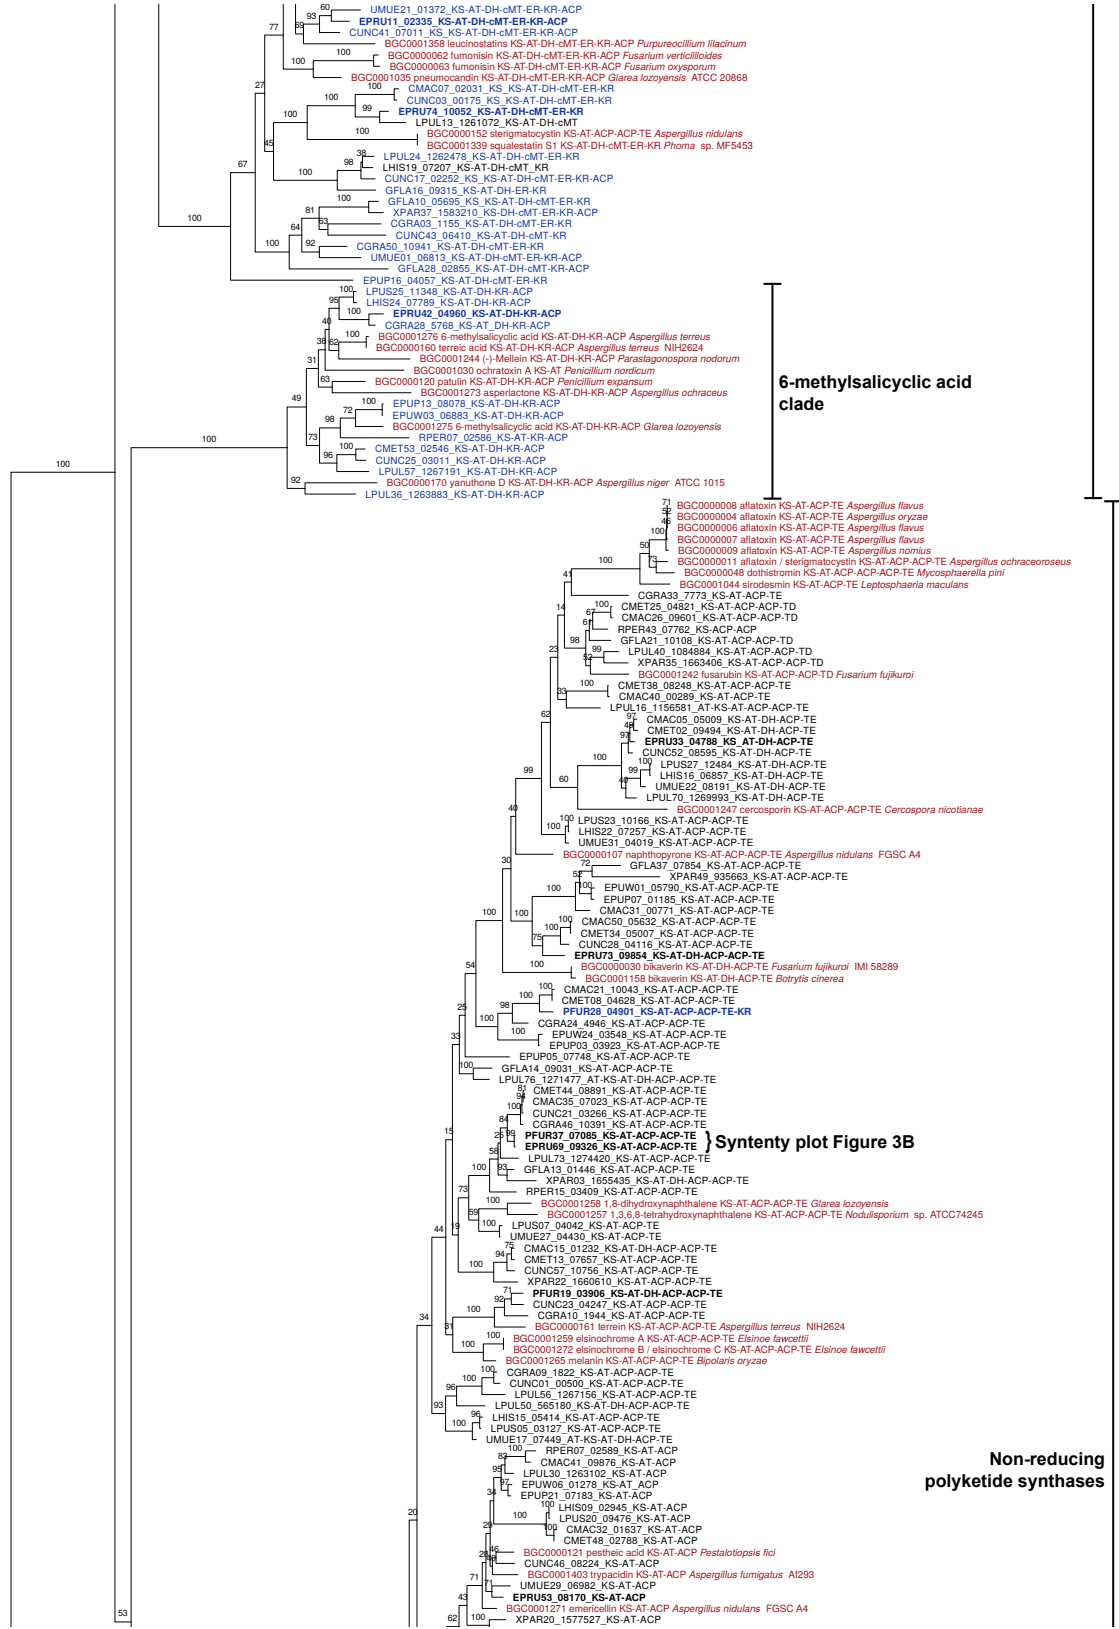 UMUE21_01372_KS-AT-DH-cMT-ER-KR-ACP
EPRU11_02335_KS-AT-DH-cMT-ER-KR-ACP
CUNC41_07011_KS-AT-DH-cMT-ER-KR-ACP
BGC0001358 leucinostatins KS-AT-DH-cMT-ER-KR-ACP Purpureocillium lilacinum
BGC0000062 fumonisin KS-AT-DH-cMT-ER-KR-ACP Fusarium verticillioides
BGC0000063 fumonisin KS-AT-DH-cMT-ER-KR-ACP Fusarium oxysporum
BGC0001035 pneumocandin KS-AT-DH-cMT-ER-KR-ACP Glarea lozoyensis ATCC 20868
CMAC07_02031_KS_KS-AT-DH-cMT-ER-KR
CUNC03_00175_KS_KS-AT-DH-cMT-ER-KR
EPRU74_10052_KS-AT-DH-cMT-ER-KR
LPUL13_1261072_KS-AT-DH-cMT
BGC0000152 sterigmatocystin KS-AT-ACP-ACP-TE Aspergillus nidulans
BGC0001339 squalestatin S1 KS-AT-DH-cMT-ER-KR Phoma sp. MF5453
LPUL24_1262478_KS-AT-DH-cMT-ER-KR
LHIS19_07207_KS-AT-DH-cMT_KR
CUNC17_02252_KS_KS-AT-DH-cMT-ER-KR-ACP
GFLA16_09315_KS-AT-DH-ER-KR
GFLA10_05695_KS-AT-DH-cMT-ER-KR
XPAR37_1583210_KS-DH-cMT-ER-KR-ACP
CGRA03_1155_KS-AT-DH-cMT-ER-KR
CUNC43_06410_KS-AT-DH-cMT-KR
CGRA50_10941_KS-AT-DH-cMT-ER-KR
UMUE01_06813_KS-AT-DH-cMT-ER-KR-ACP
GFLA28_02855_KS-AT-DH-cMT-ER-KR-ACP
EPUP16_04057_KS-AT-DH-cMT-ER-KR
LPUS25_11348_KS-AT-DH-KR-ACP
LHIS24_07789_KS-AT-DH-KR-ACP
EPRU42_04960_KS-AT-DH-KR-ACP
CGRA28_5768_KS-AT_DH-KR-ACP
BGC0001276 6-methylsalicyclic acid KS-AT-DH-KR-ACP Aspergillus terreus
BGC0000160 terreic acid KS-AT-DH-KR-ACP Aspergillus terreus NIH2624
BGC0001244 (-)-Mellein KS-AT-DH-KR-ACP Parastagonospora nodorum
BGC0001030 ochratoxin A KS-AT Penicillium nordicum
BGC0000120 patulin KS-AT-DH-KR-ACP Penicillium expansum
BGC0001273 asperlactone KS-AT-DH-KR-ACP Aspergillus ochraceus
EPUP13_08078_KS-AT-DH-KR-ACP
EPUW03_06883_KS-AT-DH-KR-ACP
BGC0001275 6-methylsalicyclic acid KS-AT-DH-KR-ACP Glarea lozoyensis
RPER07_02586_KS-AT-KR-ACP
CMET53_02546_KS-AT-DH-KR-ACP
CUNC25_03011_KS-AT-DH-KR-ACP
LPUL57_1267191_KS-AT-DH-KR-ACP
BGC0000170 yanuthone D KS-AT-DH-KR-ACP Aspergillus niger ATCC 1015
LPUL36_1263883_KS-AT-DH-KR-ACP
6-methylsalicyclic acid
clade
BGC0000008 aflatoxin KS-AT-ACP-TE Aspergillus flavus
BGC0000004 aflatoxin KS-AT-ACP-TE Aspergillus oryzae
BGC0000006 aflatoxin KS-AT-ACP-TE Aspergillus flavus
BGC0000007 aflatoxin KS-AT-ACP-TE Aspergillus flavus
BGC0000009 aflatoxin KS-AT-ACP-TE Aspergillus nomius
BGC0000011 aflatoxin / sterigmatocystin KS-AT-ACP-ACP-TE Aspergillus ochraceoroseus
BGC0000048 dothistromin KS-AT-ACP-ACP-ACP-TE Mycosphaerella pini
BGC0001044 sirodesmin KS-AT-ACP-TE Leptosphaeria maculans
CGRA33_7773_KS-AT-ACP-TE
CMET25_04821_KS-AT-ACP-TD
CMAC26_09601_KS-AT-ACP-TD
RPER43_07762_KS-ACP-ACP
GFLA21_10108_KS-AT-ACP-TD
LPUL40_1084884_KS-AT-ACP-TD
XPAR35_1663406_KS-AT-ACP-TD
BGC0001242 fusarubin KS-AT-ACP-ACP-TD Fusarium fujikuroi
CMET38_08248_KS-AT-ACP-ACP-TE
CMAC40_00289_KS-AT-ACP-ACP-TE
LPUL16_1156581_AT-KS-AT-ACP-ACP-TE
CMAC05_05009_KS-AT-DH-ACP-TE
CMET02_09494_KS-AT-DH-ACP-TE
EPRU33_04788_KS_AT-DH-ACP-TE
CUNC52_08595_KS-AT-DH-ACP-TE
LPUS27_12484_KS-AT-DH-ACP-TE
LHIS16_06857_KS-AT-DH-ACP-TE
UMUE22_08191_KS-AT-DH-ACP-TE
LPUL70_1269993_KS-AT-DH-ACP-TE
BGC0001247 cercosporin KS-AT-ACP-ACP-TE Cercospora nicotianae
LPUS23_10166_KS-AT-ACP-ACP-TE
LHIS22_07257_KS-AT-ACP-ACP-TE
UMUE31_04019_KS-AT-ACP-ACP-TE
BGC0000107 naphthopyrone KS-AT-ACP-ACP-TE Aspergillus nidulans FGSC A4
GFLA37_07854_KS-AT-ACP-ACP-TE
XPAR49_935663_KS-AT-ACP-ACP-TE
EPUW01_05790_KS-AT-ACP-ACP-TE
EPUP07_01185_KS-AT-ACP-ACP-TE
CMAC31_00771_KS-AT-ACP-ACP-TE
CMAC50_05632_KS-AT-ACP-ACP-TE
CMET34_05007_KS-AT-ACP-ACP-TE
CUNC28_04116_KS-AT-ACP-ACP-TE
EPRU73_09854_KS-AT-DH-ACP-ACP-TE
BGC0000030 bikaverin KS-AT-DH-ACP-TE Fusarium fujikuroi IMI 58289
BGC0001158 bikaverin KS-AT-DH-ACP-TE Botrytis cinerea
CMAC21_10043_KS-AT-ACP-ACP-TE
CMET08_04628_KS-AT-ACP-ACP-TE
PFUR28_04901_KS-AT-ACP-ACP-TE-KR
CGRA24_4946_KS-AT-ACP-ACP-TE
EPUW24_03548_KS-AT-ACP-ACP-TE
EPUP03_03923_KS-AT-ACP-ACP-TE
EPUP05_07748_KS-AT-ACP-ACP-TE
GFLA14_09031_KS-AT-ACP-ACP-TE
LPUL76_1271477_AT-KS-AT-DH-ACP-ACP-TE
CMET44_08891_KS-AT-ACP-ACP-TE
CMAC35_07023_KS-AT-ACP-ACP-TE
CUNC21_03266_KS-AT-ACP-ACP-TE
CGRA46_10391_KS-AT-ACP-ACP-TE
PFUR37_07085_KS-AT-ACP-ACP-TE
EPRU69_09326_KS-AT-ACP-ACP-TE
} Syntenty plot Figure 3B
LPUL73_1274420_KS-AT-ACP-ACP-TE
GFLA13_01446_KS-AT-ACP-ACP-TE
XPAR03_1655435_KS-AT-DH-ACP-ACP-TE
RPER15_03409_KS-AT-ACP-ACP-TE
BGC0001258 1,8-dihydroxynaphthalene KS-AT-ACP-ACP-TE Glarea lozoyensis
BGC0001257 1,3,6,8-tetrahydroxynaphthalene KS-AT-ACP-ACP-TE Nodulisporium sp. ATCC74245
LPUS07_04042_KS-AT-ACP-ACP-TE
UMUE27_04430_KS-AT-ACP-ACP-TE
CMAC15_01232_KS-AT-DH-ACP-ACP-TE
CMET13_07657_KS-AT-ACP-ACP-TE
CUNC57_10756_KS-AT-ACP-ACP-TE
XPAR22_1660610_KS-AT-ACP-ACP-TE
PFUR19_03906_KS-AT-DH-ACP-ACP-TE
CUNC23_04247_KS-AT-ACP-ACP-TE
CGRA10_1944_KS-AT-ACP-ACP-TE
BGC0000161 terrein KS-AT-ACP-ACP-TE Aspergillus terreus NIH2624
BGC0001259 elsinochrome A KS-AT-ACP-ACP-TE Elsinoe fawcettii
BGC0001272 elsinochrome B / elsinochrome C KS-AT-ACP-ACP-TE Elsinoe fawcettii
BGC0001265 melanin KS-AT-ACP-ACP-TE Bipolaris oryzae
CGRA09_1822_KS-AT-ACP-ACP-TE
CUNC01_00500_KS-AT-ACP-ACP-TE
LPUL56_1267156_KS-AT-ACP-ACP-TE
LPUL50_565180_KS-AT-DH-ACP-ACP-TE
LHIS15_05414_KS-AT-ACP-ACP-TE
LPUS05_03127_KS-AT-ACP-ACP-TE
UMUE17_07449_AT-KS-AT-DH-ACP-TE
RPER07_02589_KS-AT-ACP
CMAC41_09876_KS-AT-ACP
LPUL30_1263102_KS-AT-ACP
EPUW06_01278_KS-AT_ACP
EPUP21_07183_KS-AT-ACP
LHIS09_02945_KS-AT-ACP
LPUS20_09476_KS-AT-ACP
CMAC32_01637_KS-AT-ACP
CMET48_02788_KS-AT-ACP
BGC0000121 pestheic acid KS-AT-ACP Pestalotiopsis fici
CUNC46_08224_KS-AT-ACP
BGC0001403 trypacidin KS-AT-ACP Aspergillus fumigatus Af293
UMUE29_06982_KS-AT-ACP
EPRU53_08170_KS-AT-ACP
BGC0001271 emericellin KS-AT-ACP Aspergillus nidulans FGSC A4
XPAR20_1577527_KS-AT-ACP
Non-reducing
polyketide synthases